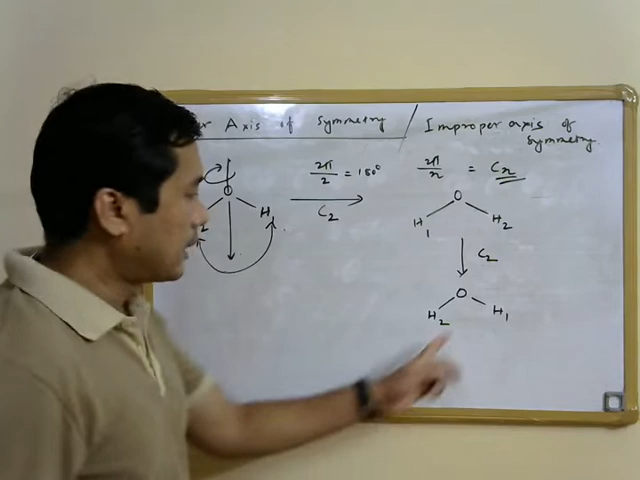 Axis of symmetry / Improper axis of
symmetry.
2π/2 = 180° 2π/n = Cn
C2
O
H
O
H1 H2
C2
O
H2 H1